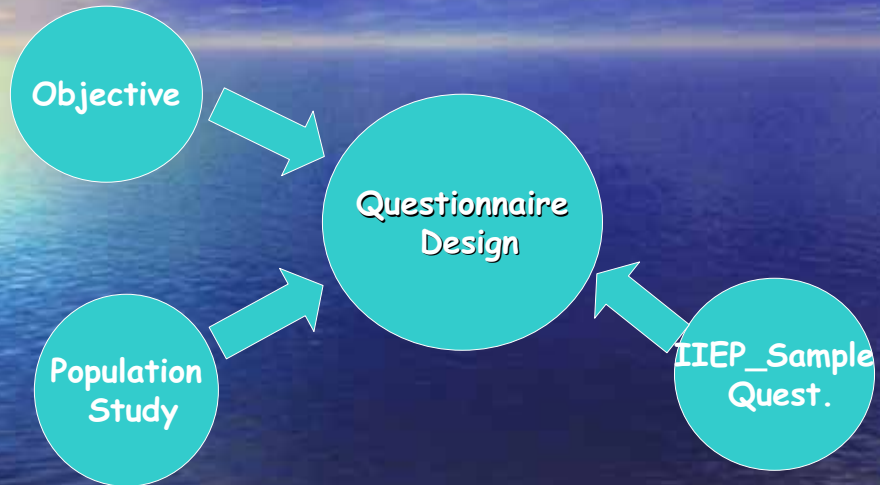 Objective
Questionnaire
Design
Population
Study
IIEP_Sample
Quest.